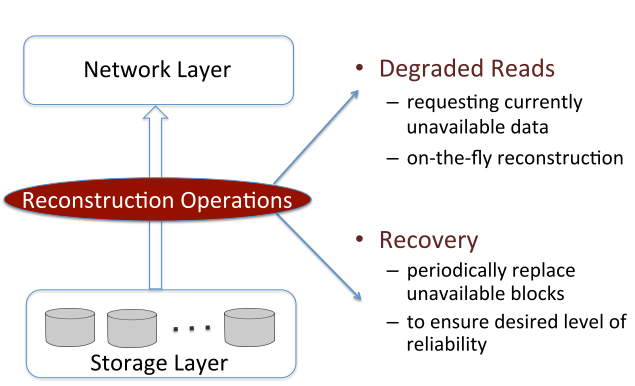 Network Layer
Reconstruction Operations
Storage Layer
• Degraded Reads
– requesting currently
unavailable data
– on-the-fly reconstruction
• Recovery
– periodically replace
unavailable blocks
– to ensure desired level of
reliability